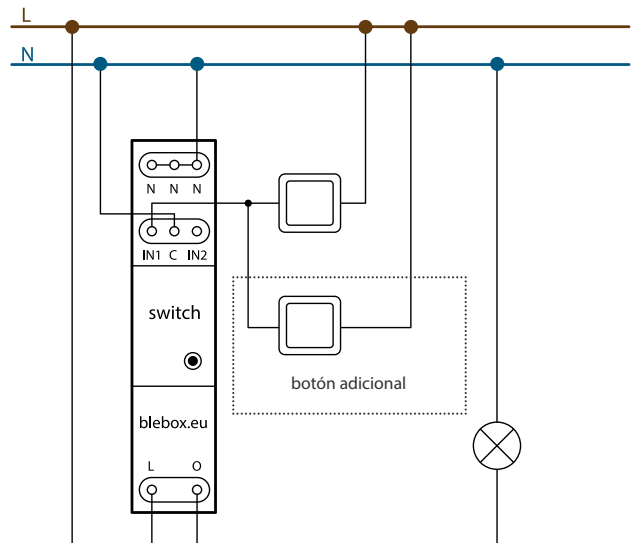 L
N
N N N
IN1 C IN2
switch
botón adicional
blebox.eu
L O